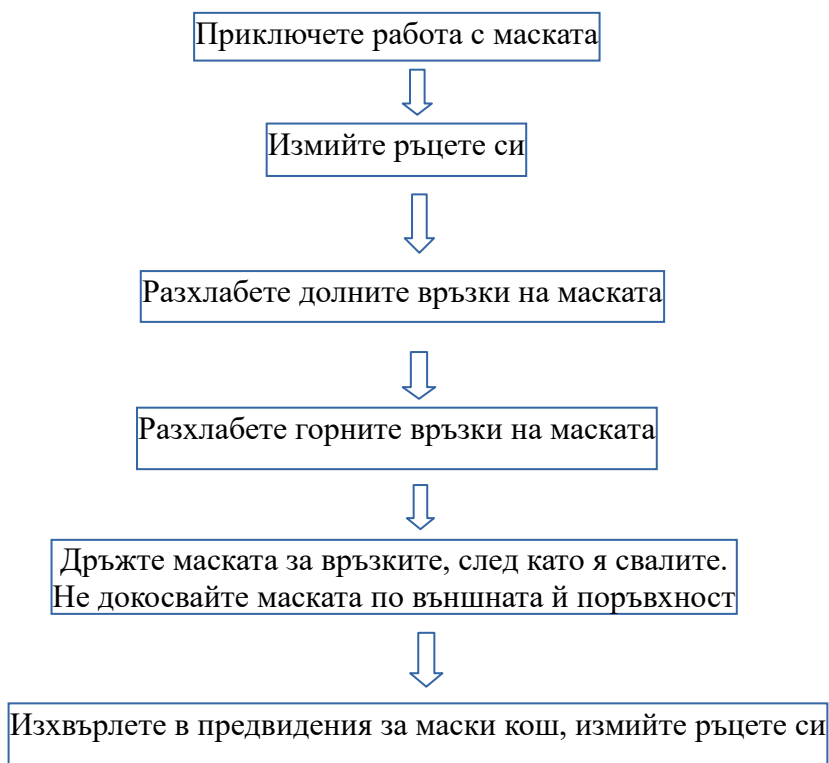 Приключете работа с маската
Измийте ръцете си
Разхлабете долните връзки на маската
Разхлабете горните връзки на маската
Дръжте маската за връзките, след като я свалите.
Не докосвайте маската по външната й поръвхност
Изхвърлете в предвидения за маски кош, измийте ръцете си